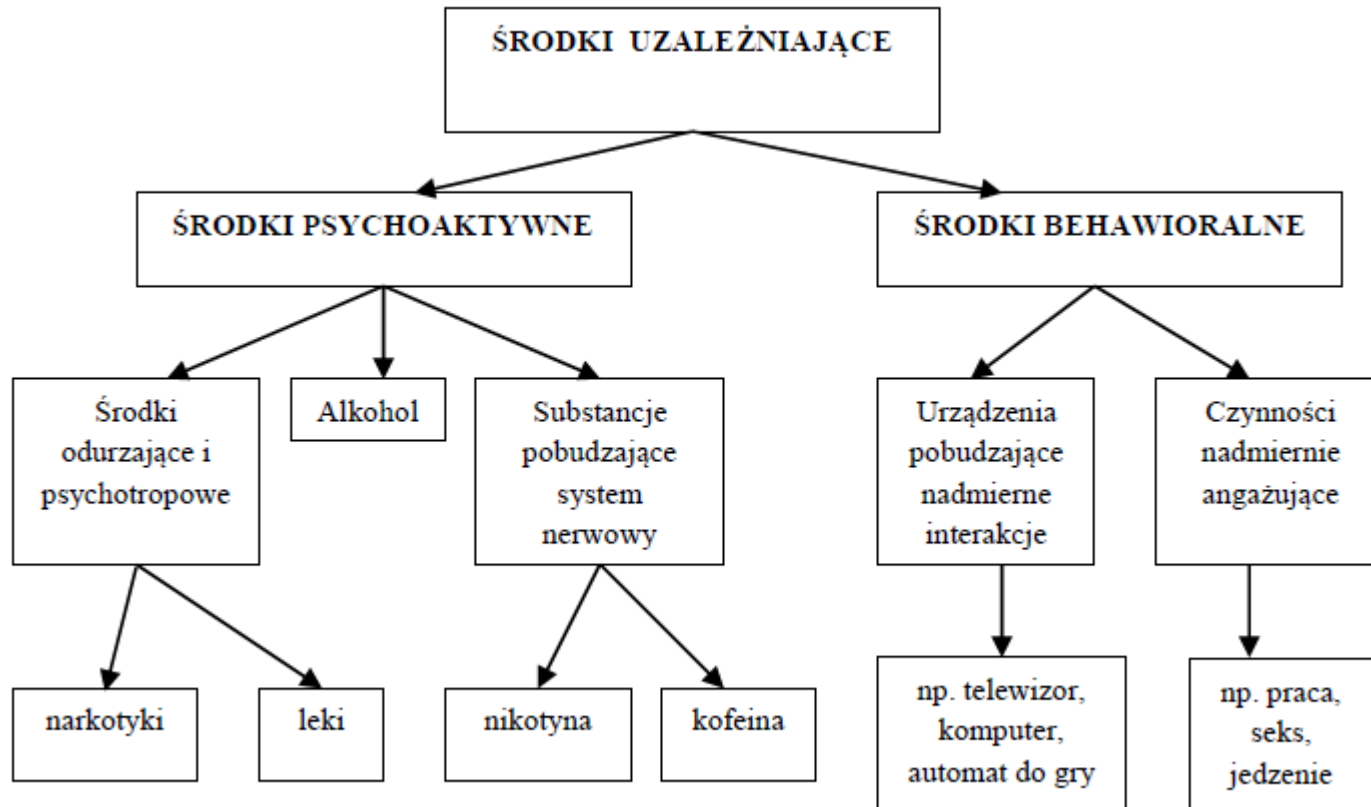 ŚRODKI UZALEŻNIAJĄCE
ŚRODKI PSYCHOAKTYWNE
ŚRODKI BEHAWIORALNE
Środki
odurzające i
psychotropowe
Alkohol
Substancje
pobudzające
system
nerwowy
Urządzenia
pobudzające
nadmierne
interakcje
Czynności
nadmiernie
angażujące
narkotyki
leki
nikotyna
kofeina
np. telewizor,
komputer,
automat do gry
np. praca,
seks,
jedzenie